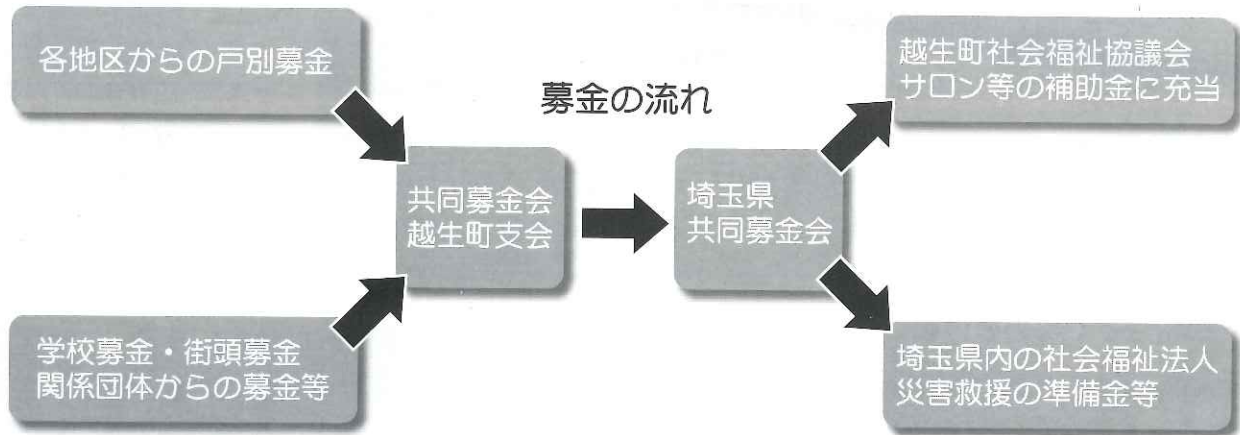 募金の流れ
各地区からの戸別募金
学校募金・街頭募金
関係団体からの募金等
共同募金会
越生町支会
埼玉県
共同募金会
越生町社会福祉協議会
サロン等の補助金に充当
埼玉県内の社会福祉法人
災害救援の準備金等